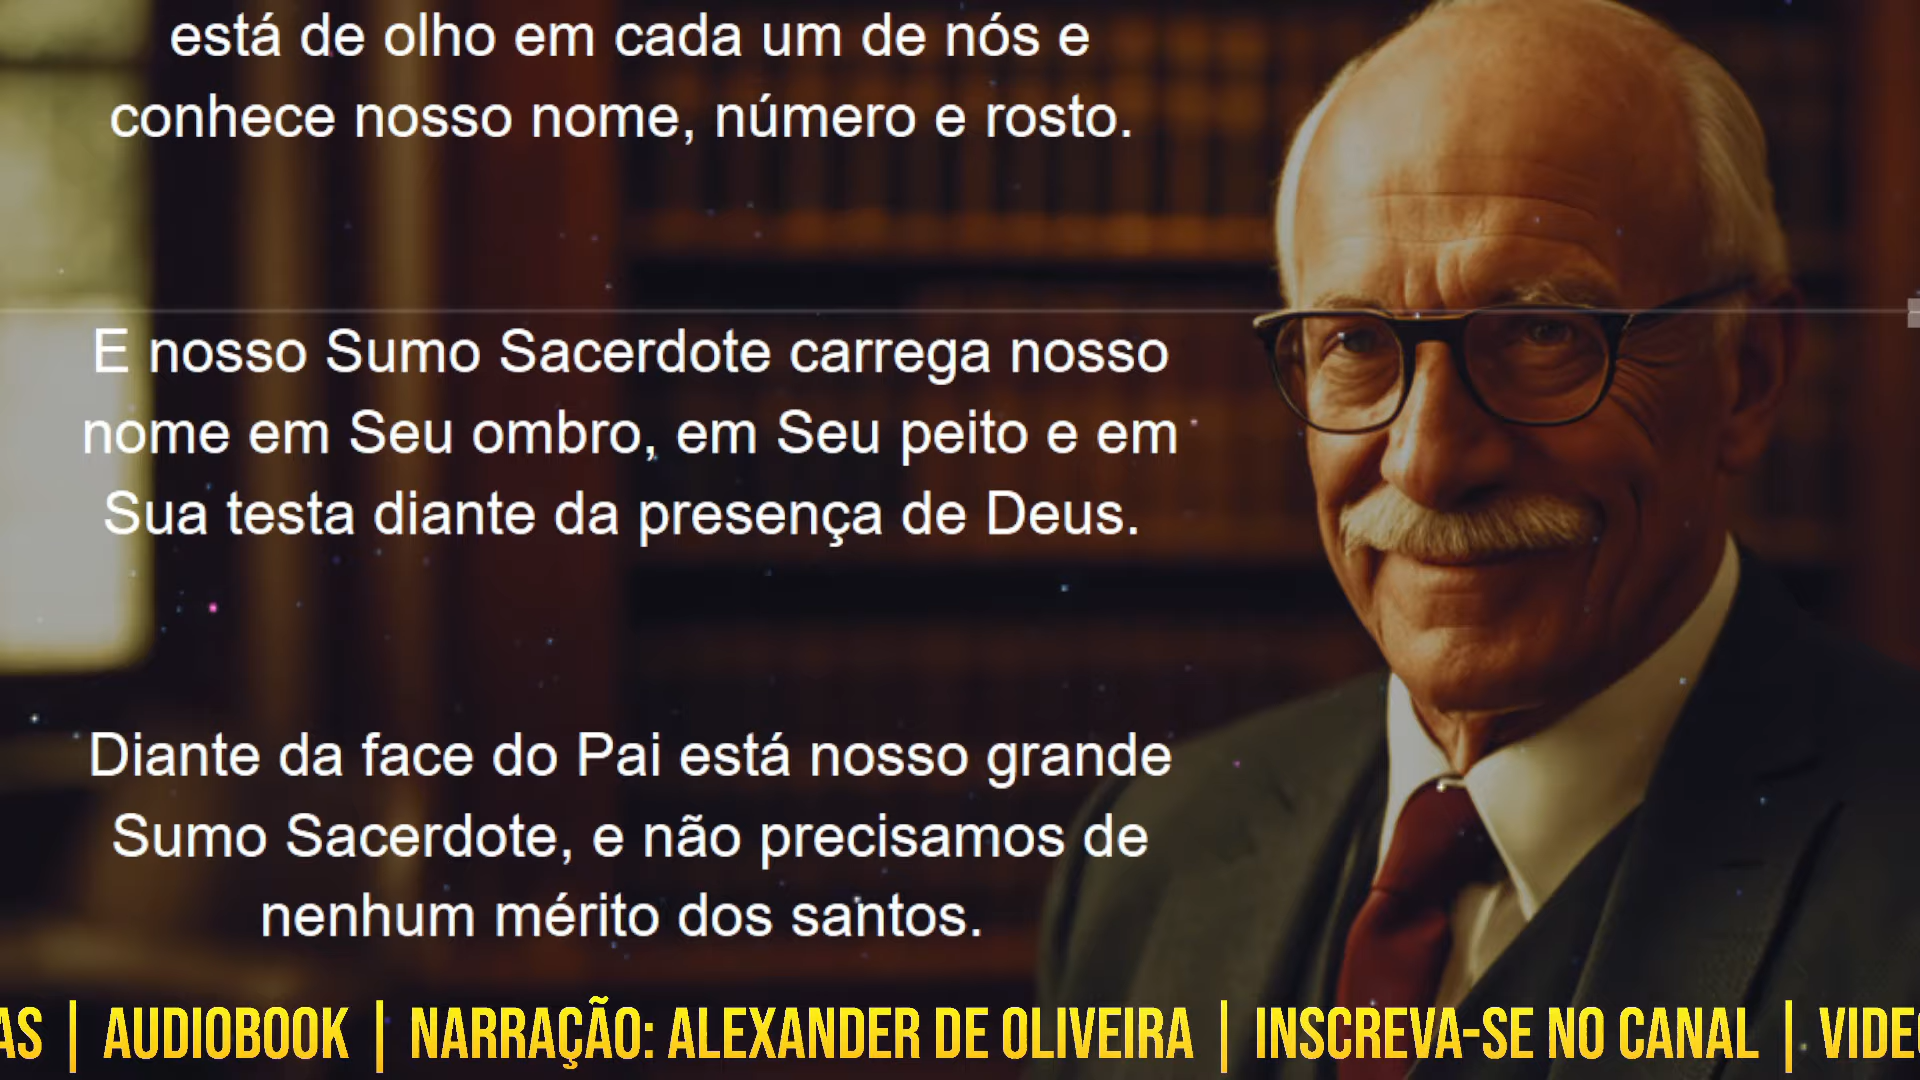 está de olho em cada um de nós e
conhece nosso nome, número e rosto.
E nosso Sumo Sacerdote carrega nosso
nome em Seu ombro, em Seu peito e em
Sua testa diante da presença de Deus.
Diante da face do Pai está nosso grande
Sumo Sacerdote, e não precisamos de
nenhum mérito dos santos.
AS | AUDIOBOOK | NARRAÇÃO: ALEXANDER DE OLIVEIRA | INSCREVA-SE NO CANAL | VIDE